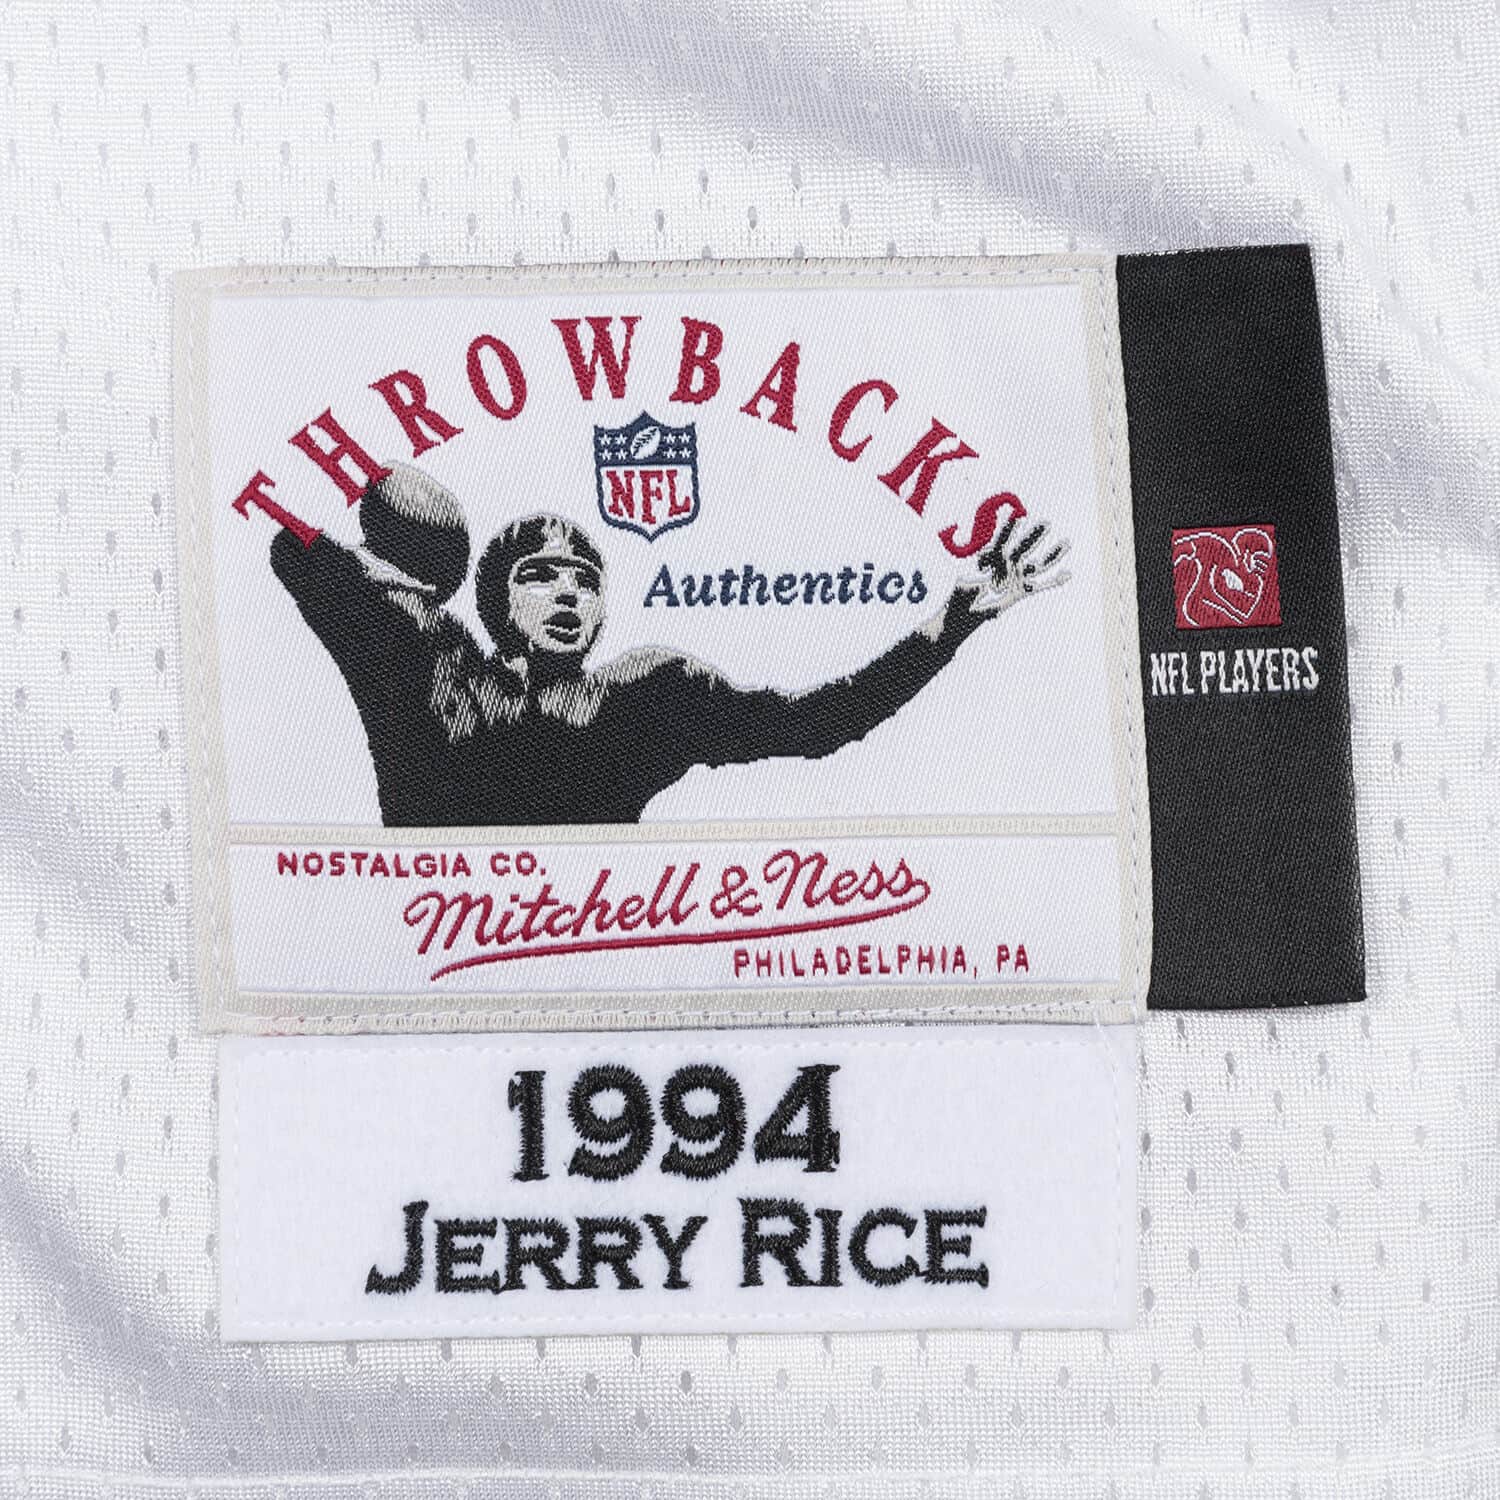 THROWBACKS
NFL
Authentics
NFL PLAYERS
NOSTALGIA CO.
Mitchell & Ness
PHILADELPHIA, PA
1994
JERRY RICE